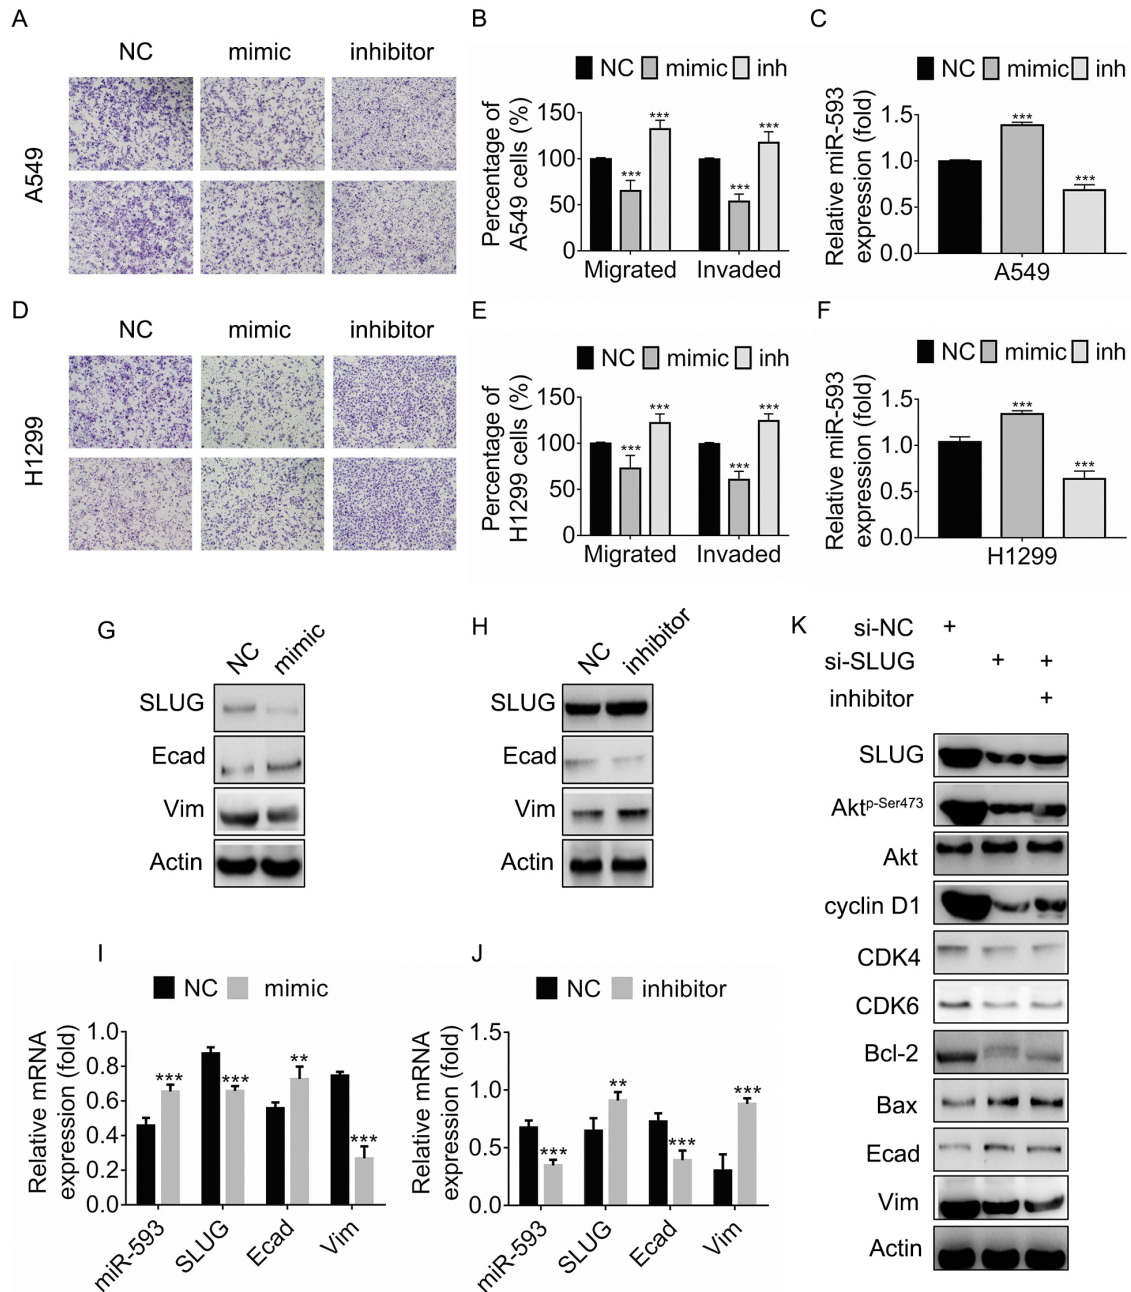 A
NC mimic inhibitor
A549
B
NC mimic inh
Percentage of
A549 cells (%)
150
100
50
0
*** *** *** ***
Migrated Invaded
C
NC mimic inh
Relative miR-593
expression (fold)
1.5
1.0
0.5
0.0
*** ***
A549
D
NC mimic inhibitor
H1299
E
NC mimic inh
Percentage of
H1299 cells (%)
150
100
50
0
*** *** *** ***
Migrated Invaded
F
NC mimic inh
Relative miR-593
expression (fold)
1.5
1.0
0.5
0.0
*** ***
H1299
G
NC mimic
SLUG
Ecad
Vim
Actin
H
NC inhibitor
SLUG
Ecad
Vim
Actin
I
NC mimic
Relative mRNA
expression (fold)
1.0
0.8
0.6
0.4
0.2
0.0
*** *** ** ***
miR-593 SLUG Ecad Vim
J
NC inhibitor
Relative mRNA
expression (fold)
1.5
1.0
0.5
0.0
*** ** *** ***
miR-593 SLUG Ecad Vim
K
si-NC +
si-SLUG + +
inhibitor +
SLUG
Aktp-Ser473
Akt
cyclin D1
CDK4
CDK6
Bcl-2
Bax
Ecad
Vim
Actin